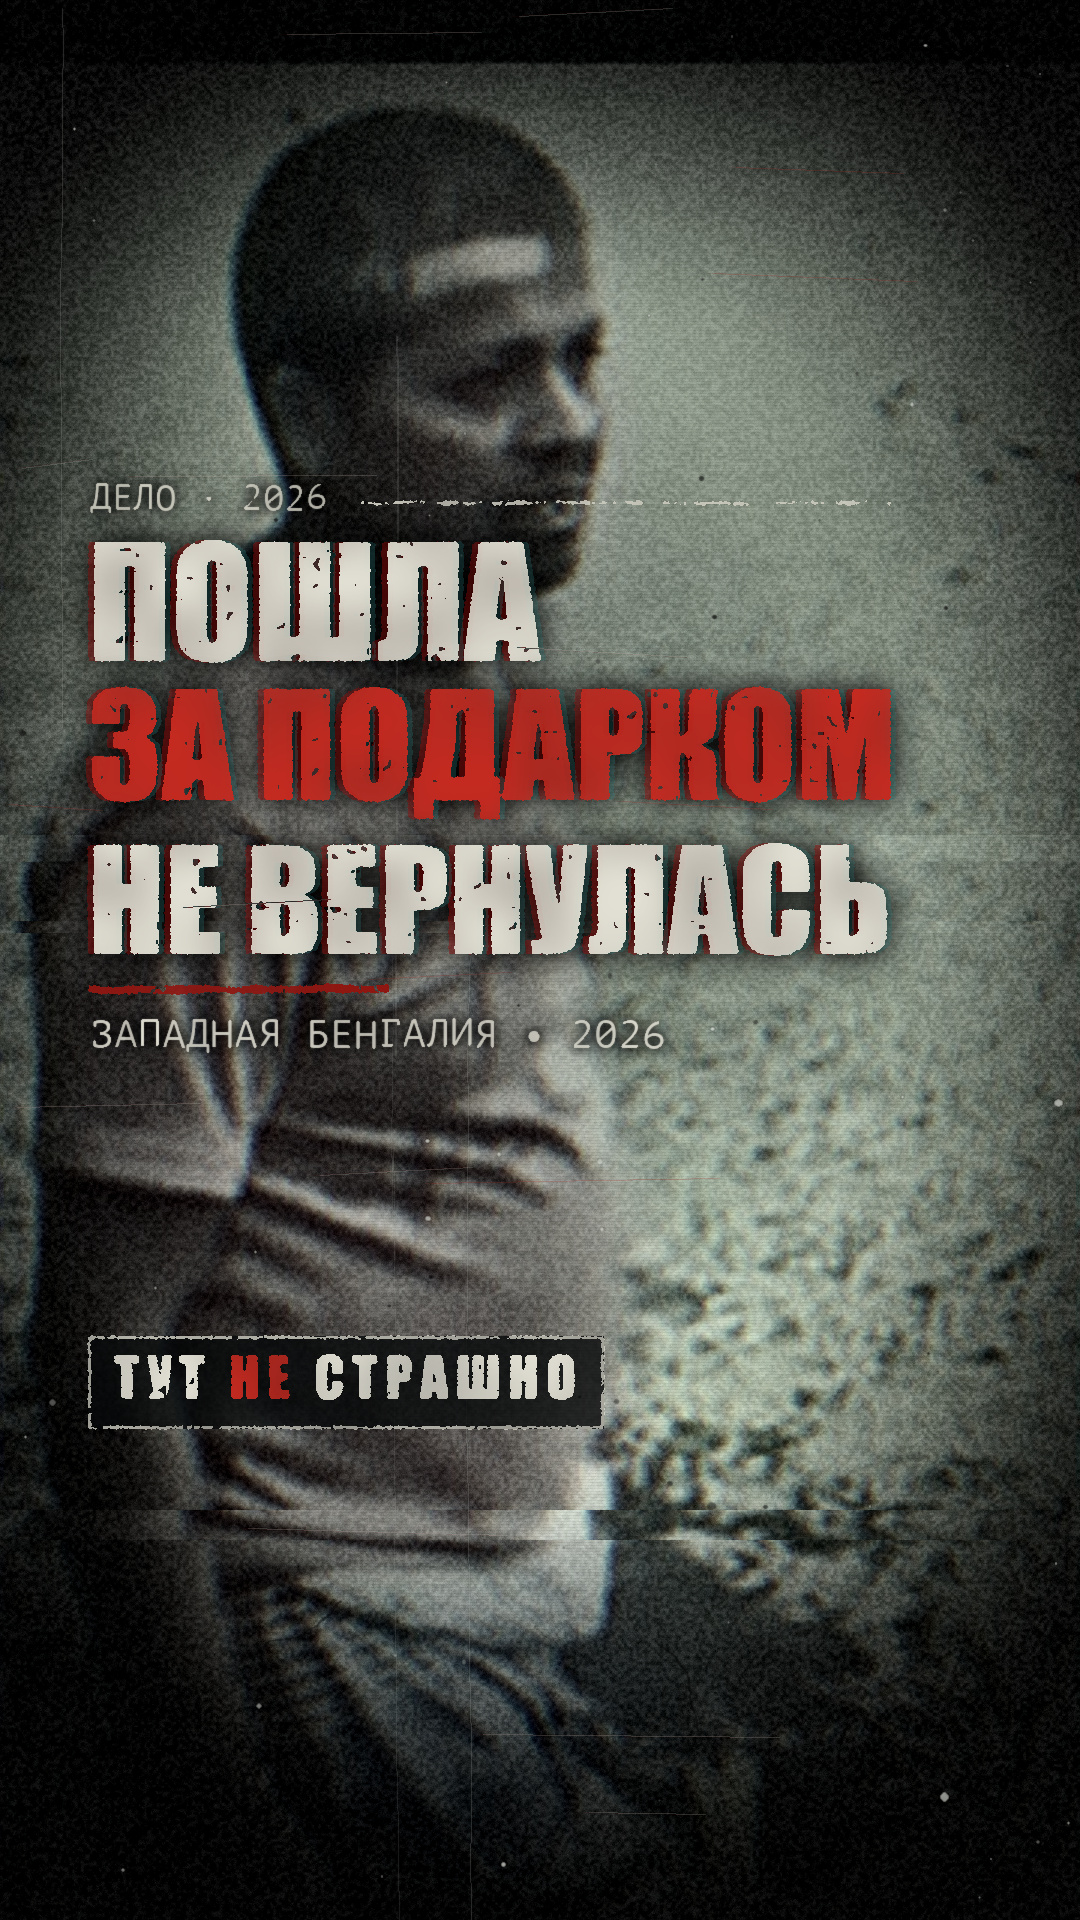 ДЕЛО · 2026
ПОШЛА
ЗА ПОДАРКОМ
НЕ ВЕРНУЛАСЬ
ЗАПАДНАЯ БЕНГАЛИЯ • 2026
ТУТ НЕ СТРАШНО